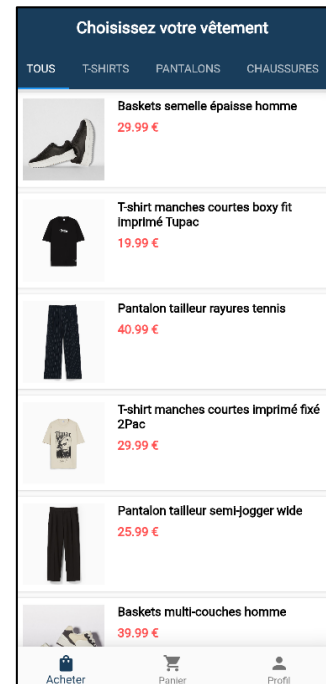 Choisissez votre vêtement
TOUS T-SHIRTS PANTALONS CHAUSSURES
Baskets semelle épaisse homme
29.99 €
T-shirt manches courtes boxy fit
imprimé Tupac
19.99 €
Pantalon tailleur rayures tennis
40.99 €
T-shirt manches courtes imprimé fixé
2Pac
29.99 €
Pantalon tailleur semi-jogger wide
25.99 €
Baskets multi-couches homme
39.99 €
Acheter Panier Profil